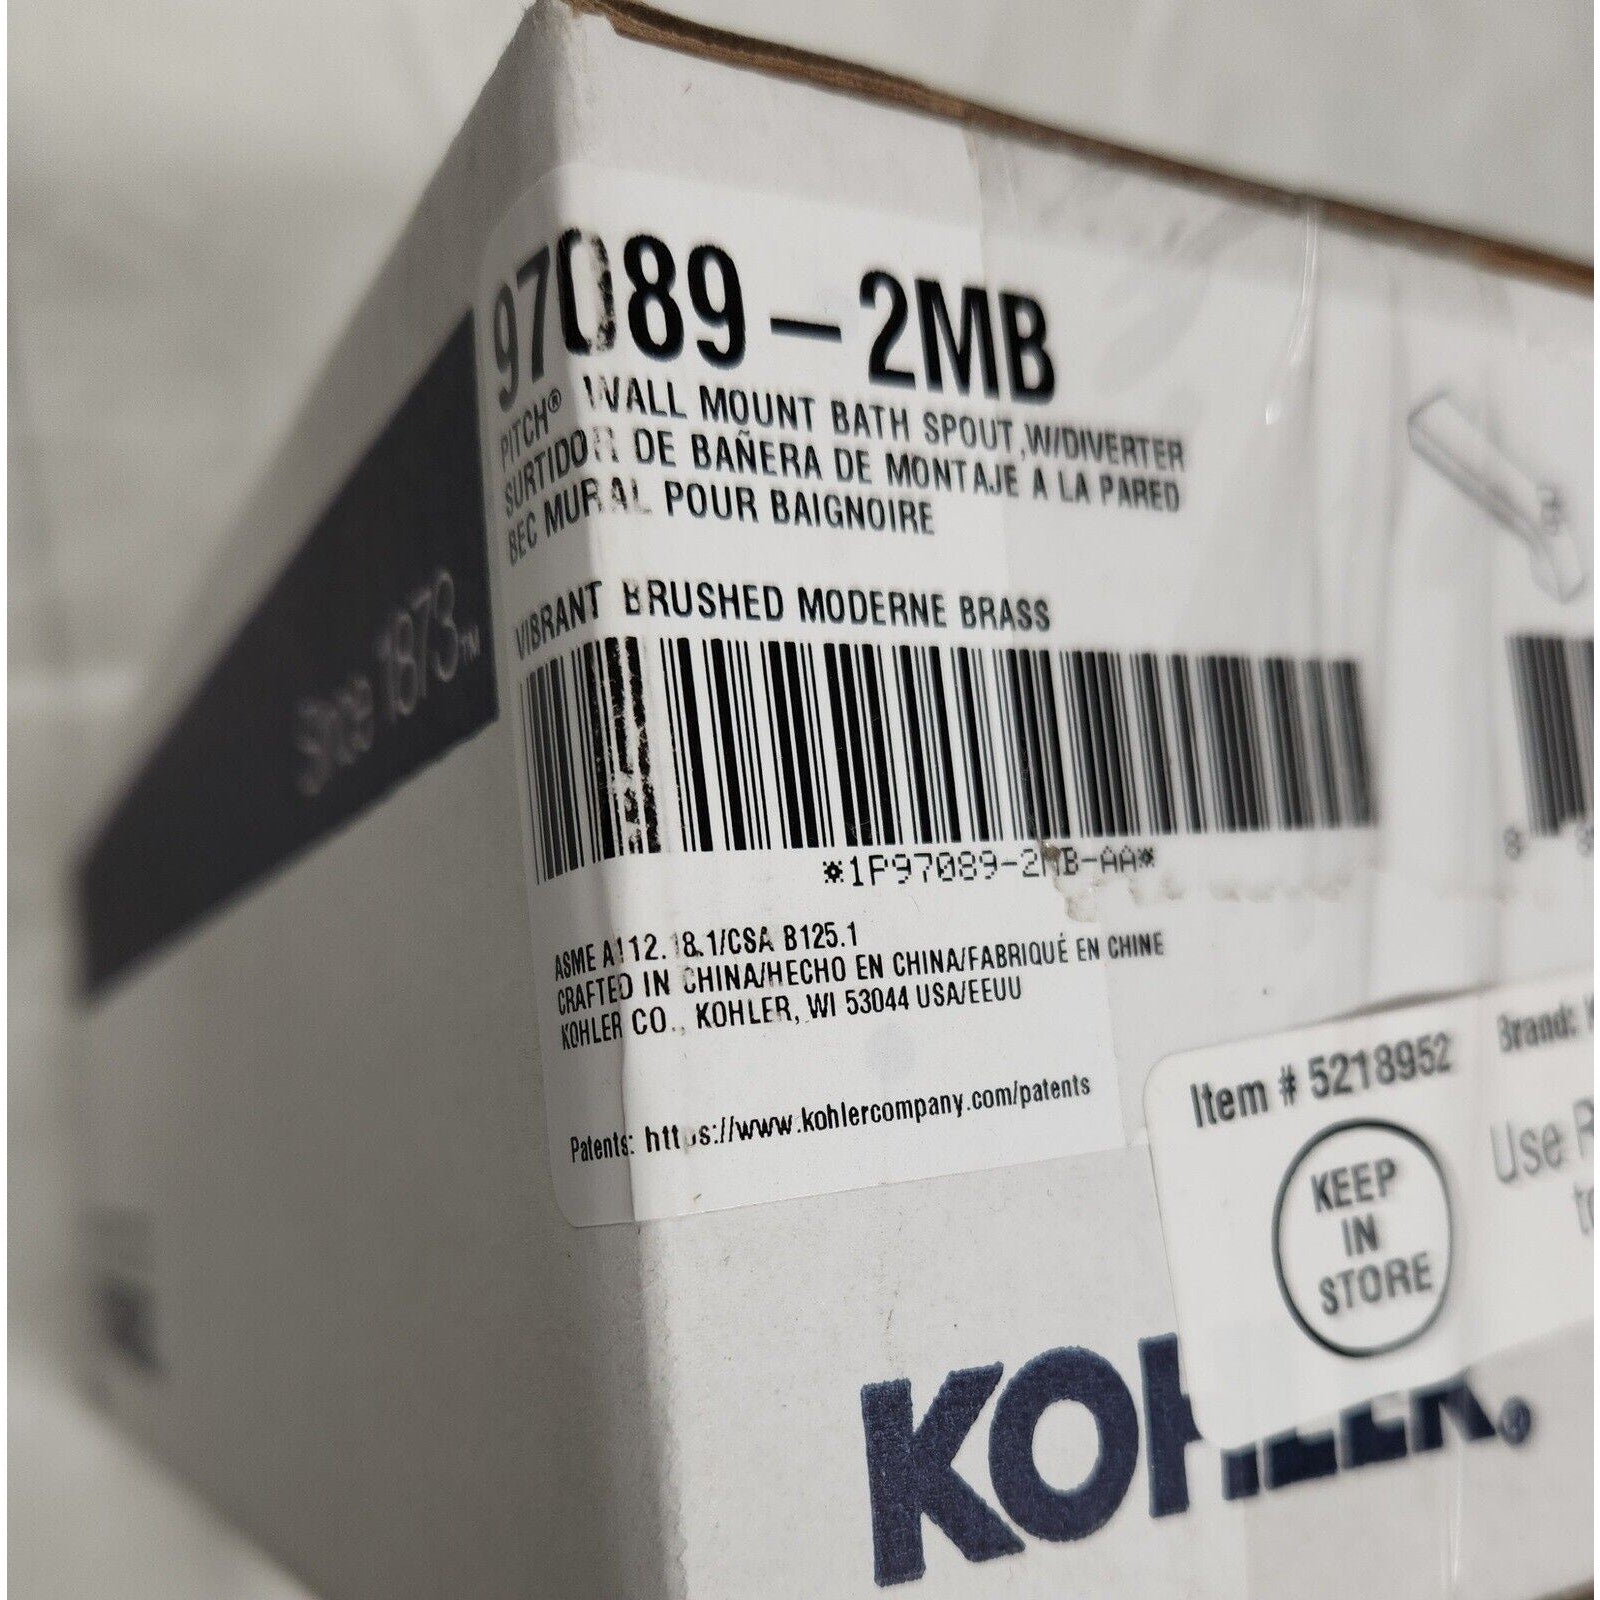 97089-2MB
PITCH® WALL MOUNT BATH SPOUT,W/DIVERTER
SURTIDOR DE BAÑERA DE MONTAJE A LA PARED
BEC MURAL POUR BAIGNOIRE
VIBRANT BRUSHED MODERNE BRASS
*1P97089-2MB-AA*
ASME A112.18.1/CSA B125.1
CRAFTED IN CHINA/HECHO EN CHINA/FABRIQUÉ EN CHINE
KOHLER CO., KOHLER, WI 53044 USA/EEUU
Patents: https://www.kohlercompany.com/patents
Since 1873™
8
Item # 5218952
Brand:
Use
KEEP
IN
STORE
KOHLER®